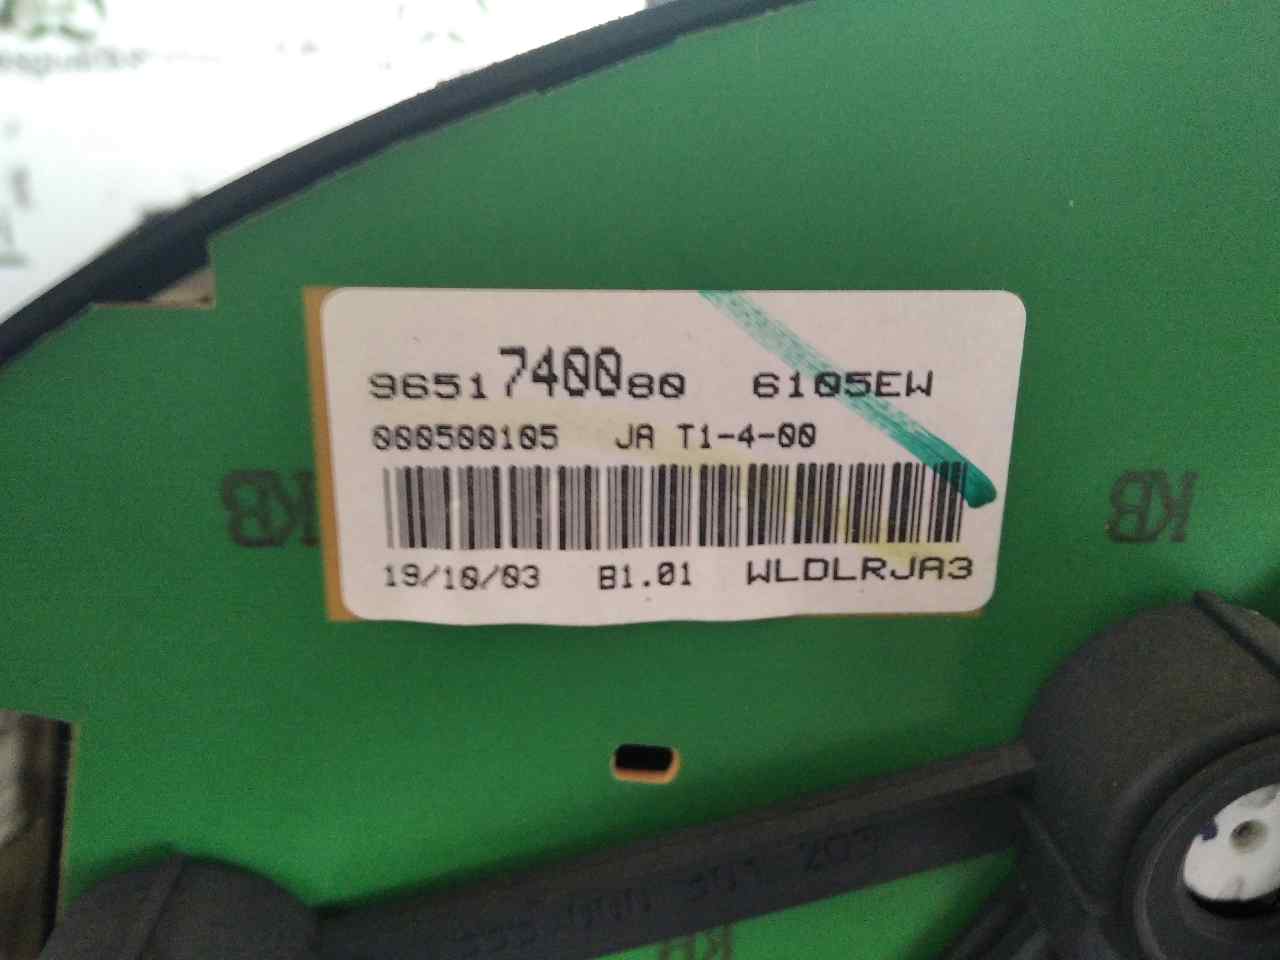 9651740080 6105EW
000500105 JA T1-4-00
19/10/03 B1.01 WLDLRJA3
KB KB